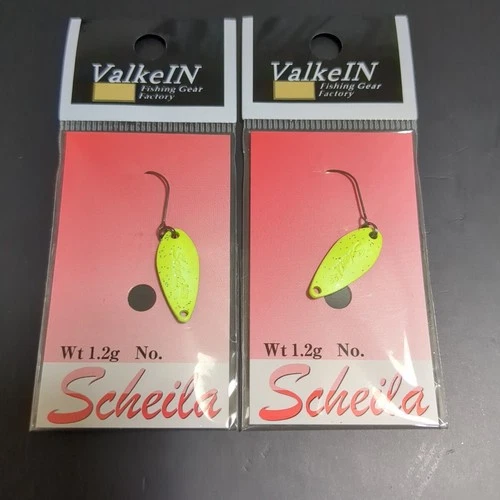 ValkeIN
Fishing Gear
Factory
Wt 1.2g No.
Scheila
ValkeIN
Fishing Gear
Factory
Wt 1.2g No.
Scheila